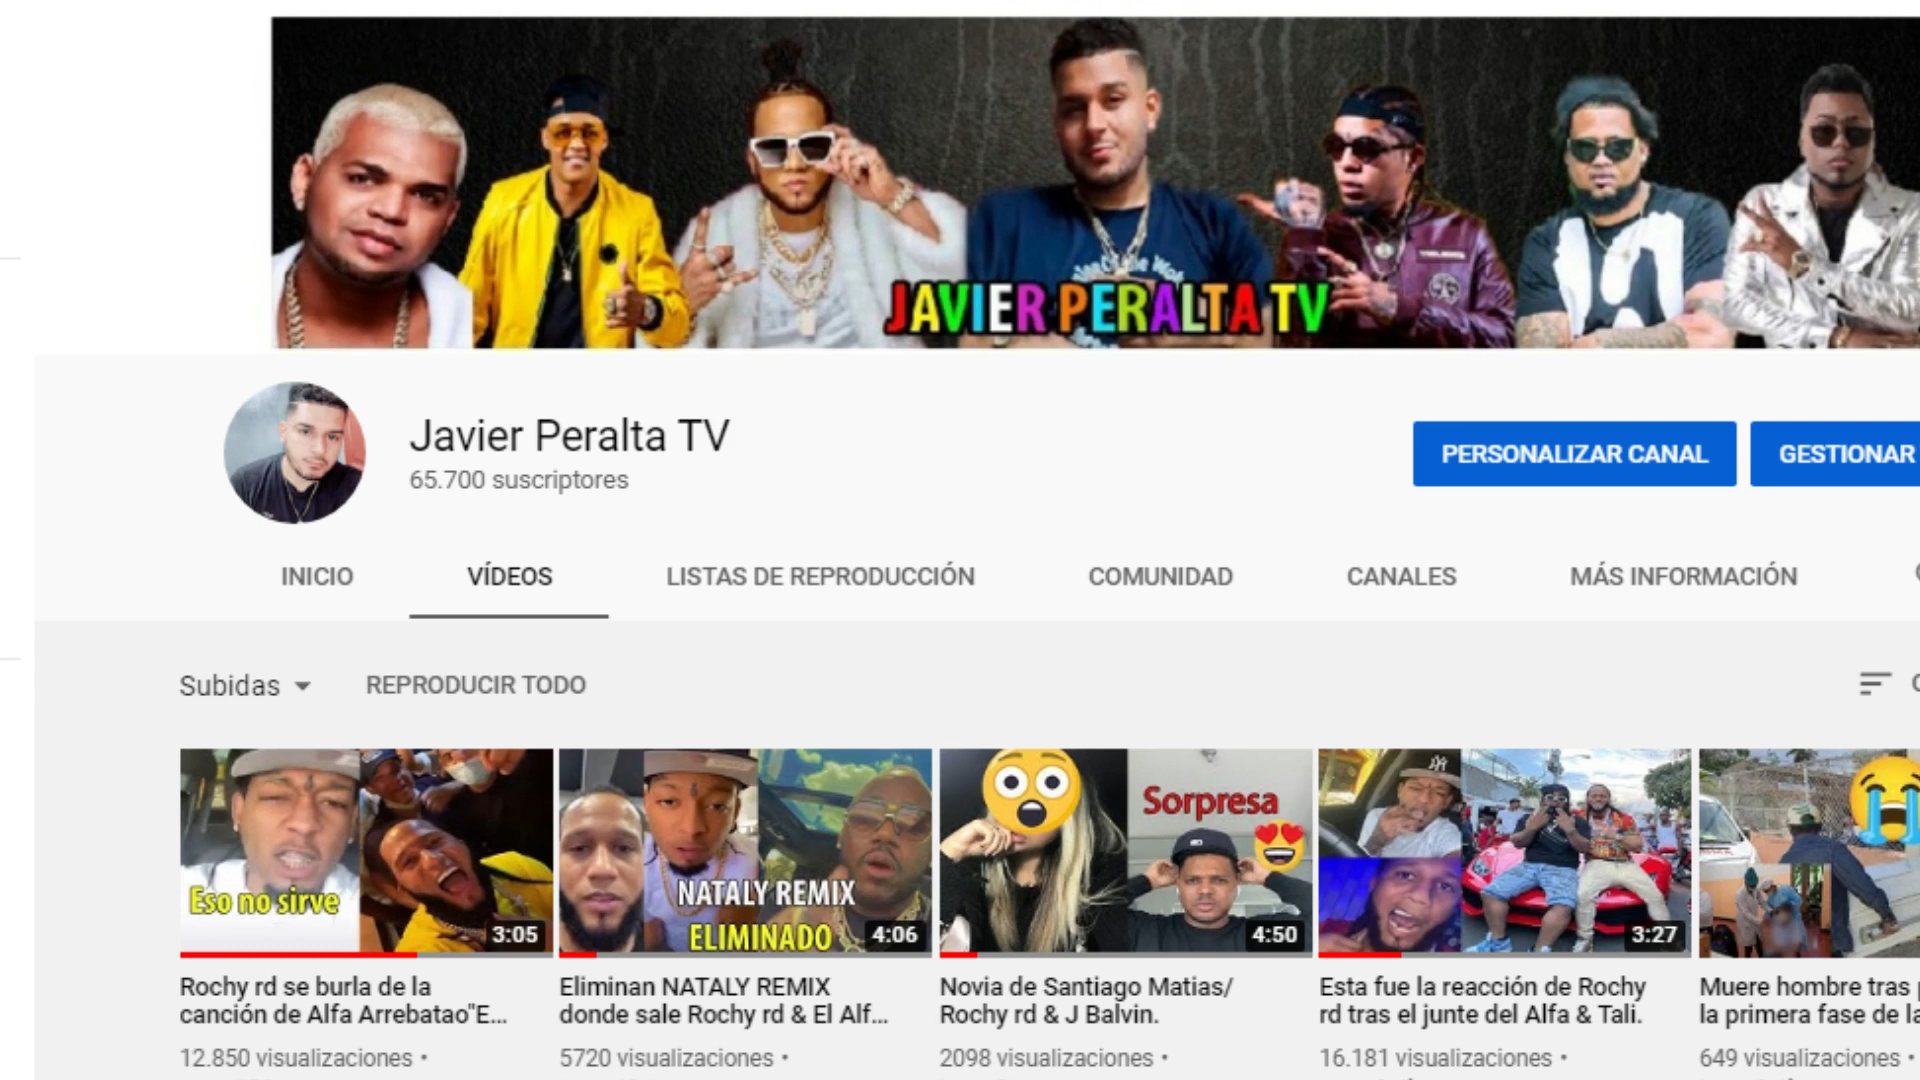 JAVIER PERALTA TV
Javier Peralta TV
65.700 suscriptores
PERSONALIZAR CANAL
GESTIONAR
INICIO
VÍDEOS
LISTAS DE REPRODUCCIÓN
COMUNIDAD
CANALES
MÁS INFORMACIÓN
Subidas
REPRODUCIR TODO
Eso no sirve
3:05
NATALY REMIX
ELIMINADO
4:06
Sorpresa
4:50
3:27
Rochy rd se burla de la
canción de Alfa Arrebatao"E...
12.850 visualizaciones •
Eliminan NATALY REMIX
donde sale Rochy rd & El Alf...
5720 visualizaciones •
Novia de Santiago Matias/
Rochy rd & J Balvin.
2098 visualizaciones •
Esta fue la reacción de Rochy
rd tras el junte del Alfa & Tali.
16.181 visualizaciones •
Muere hombre tras
la primera fase de
649 visualizaciones •